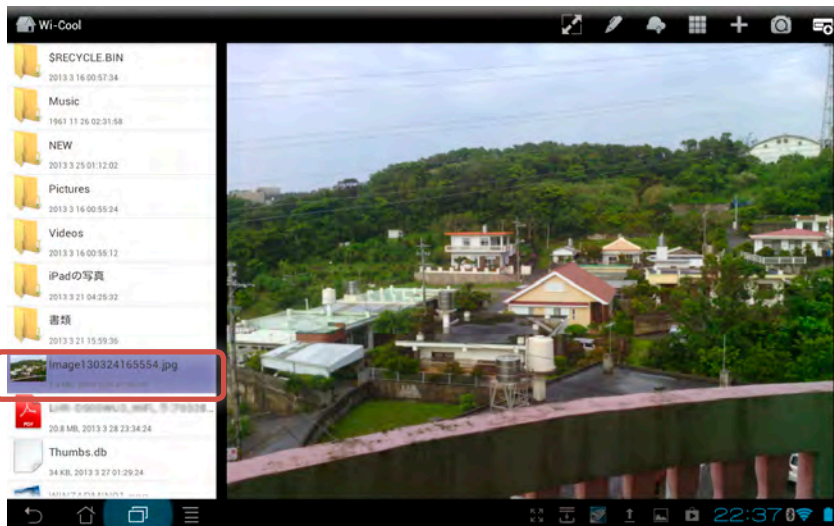 Wi-Cool
$RECYCLE.BIN
2013 3 16 00:57:34
Music
1961 11 26 02:31:58
NEW
2013 3 25 01:12:02
Pictures
2013 3 16 00:55:24
Videos
2013 3 16 00:55:12
iPadの写真
2013 3 21 04:25:32
書類
2013 3 21 15:59:36
Image130324165554.jpg
PDF
20.8 MB, 2013 3 28 23:34:24
Thumbs.db
34 KB, 2013 3 27 01:29:24
22:37